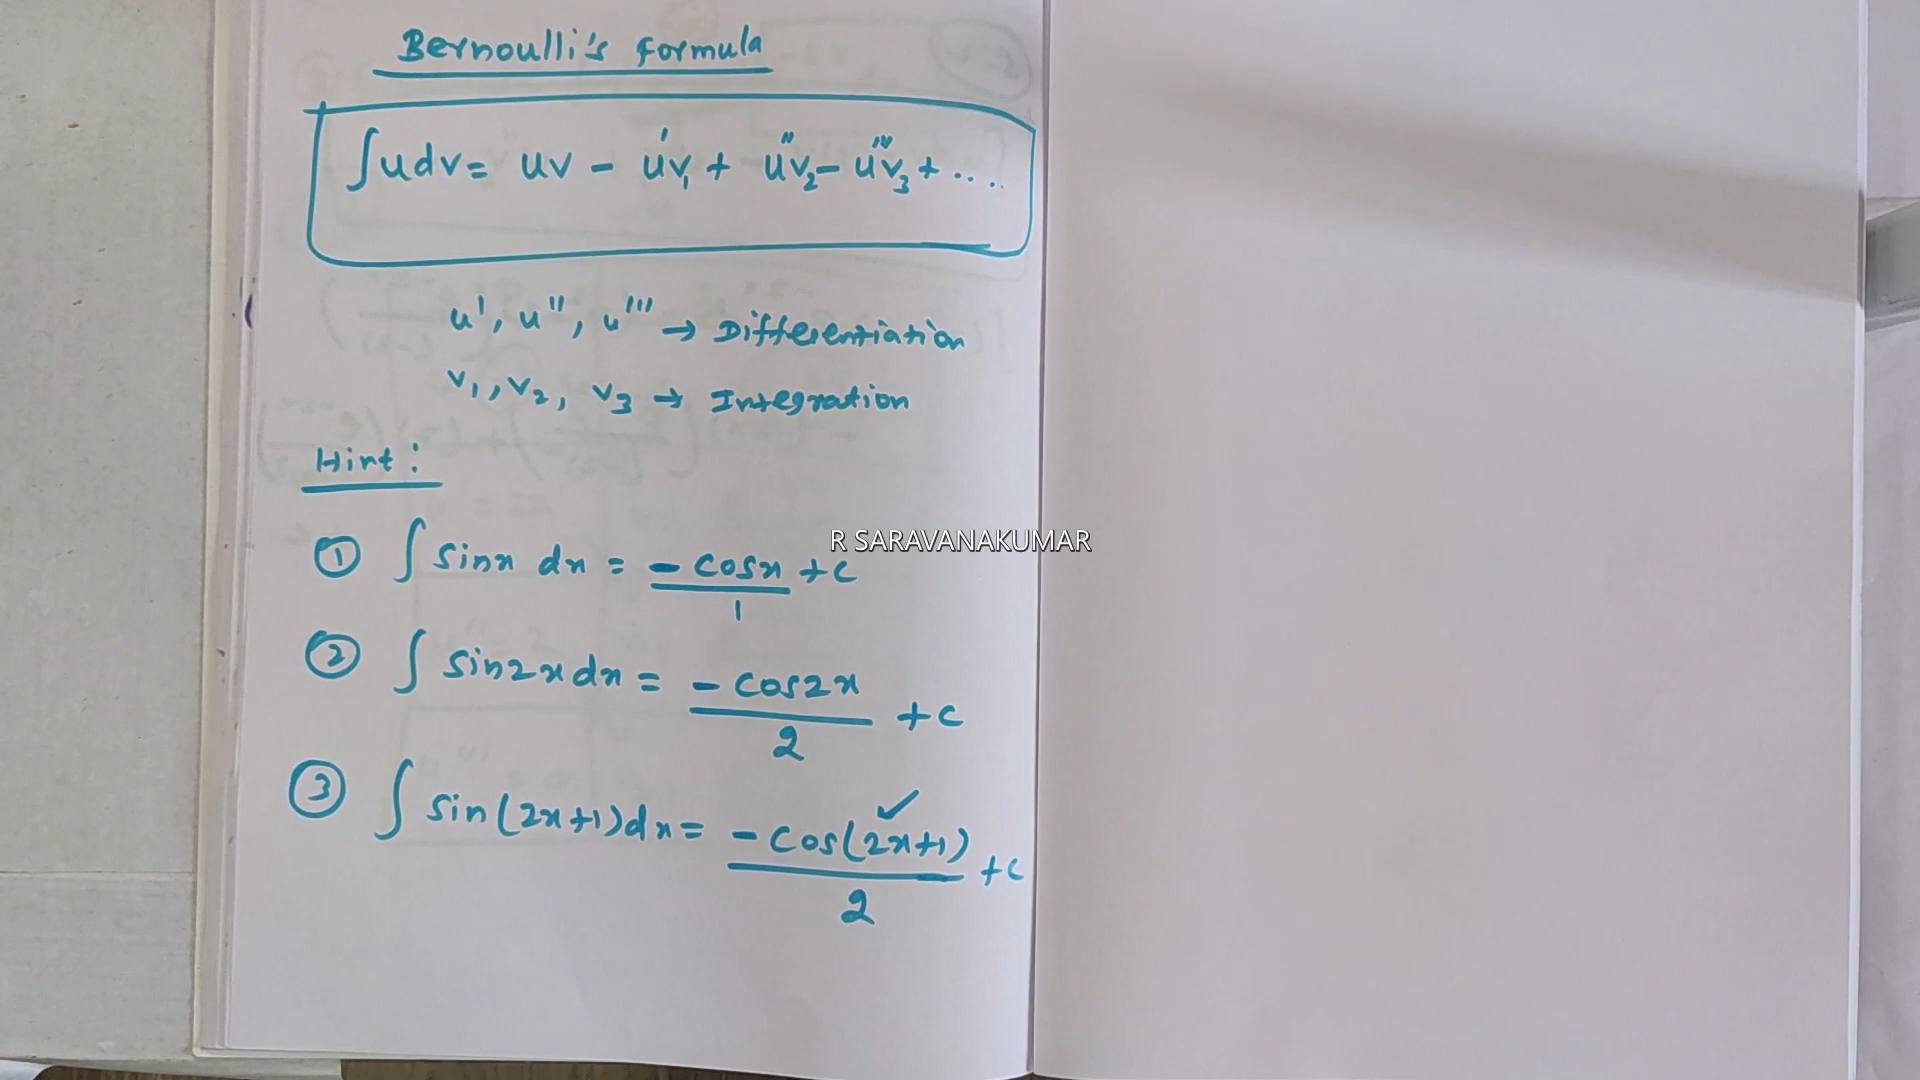 Bernoulli's Formula
∫udv = uv - u'v₁ + u''v₂ - u'''v₃ + ....
u', u'', u''' → Differentiation
v₁, v₂, v₃ → Integration
Hint :
① ∫ sinx dx = -cosx/1 + c
② ∫ sin2x dx = -cos2x/2 + c
③ ∫ sin(2x+1)dx = -cos(2x+1)/2 + c ✓
R SARAVANAKUMAR